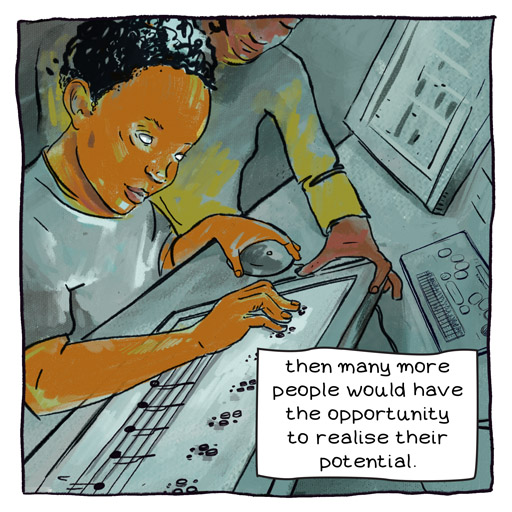 then many more
people would have
the opportunity
to realise their
potential.